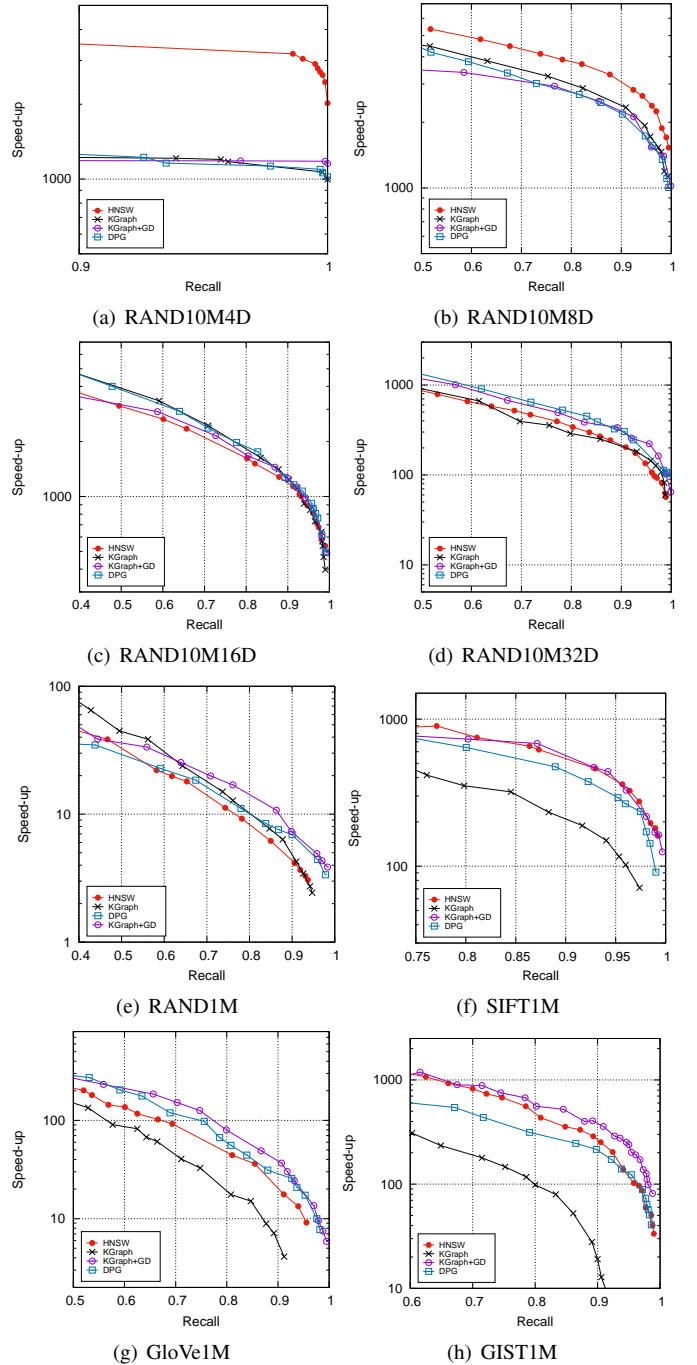 Speed-up
1000
0.9
1
Recall
HNSW
KGraph
KGraph+GD
DPG
(a) RAND10M4D
Speed-up
1000
0.5
0.6
0.7
0.8
0.9
1
Recall
HNSW
KGraph
KGraph+GD
DPG
(b) RAND10M8D
Speed-up
1000
0.4
0.5
0.6
0.7
0.8
0.9
1
Recall
HNSW
KGraph
KGraph+GD
DPG
(c) RAND10M16D
Speed-up
1000
100
10
0.5
0.6
0.7
0.8
0.9
1
Recall
HNSW
KGraph
KGraph+GD
DPG
(d) RAND10M32D
Speed-up
100
10
1
0.4
0.5
0.6
0.7
0.8
0.9
1
Recall
HNSW
KGraph
DPG
KGraph+GD
(e) RAND1M
Speed-up
1000
100
0.75
0.8
0.85
0.9
0.95
1
Recall
HNSW
KGraph
KGraph+GD
DPG
(f) SIFT1M
Speed-up
100
10
0.5
0.6
0.7
0.8
0.9
1
Recall
HNSW
KGraph
KGraph+GD
DPG
(g) GloVe1M
Speed-up
1000
100
10
0.6
0.7
0.8
0.9
1
Recall
HNSW
KGraph
KGraph+GD
DPG
(h) GIST1M